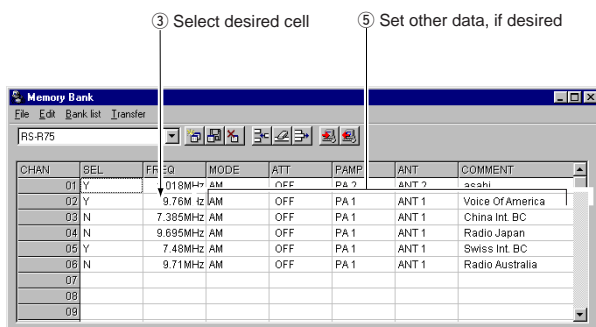 ③ Select desired cell ⑤ Set other data, if desired
Memory Bank
File Edit Bank list Transfer
RS-R75
CHAN SEL FREQ MODE ATT PAMP ANT COMMENT
01 Y 018MHz AM OFF PA 2 ANT 2 asahi
02 Y 9.76M Hz AM OFF PA 1 ANT 1 Voice Of America
03 N 7.385MHz AM OFF PA 1 ANT 1 China Int. BC
04 N 9.695MHz AM OFF PA 1 ANT 1 Radio Japan
05 Y 7.48MHz AM OFF PA 1 ANT 1 Swiss Int. BC
06 N 9.71MHz AM OFF PA 1 ANT 1 Radio Australia
07
08
09